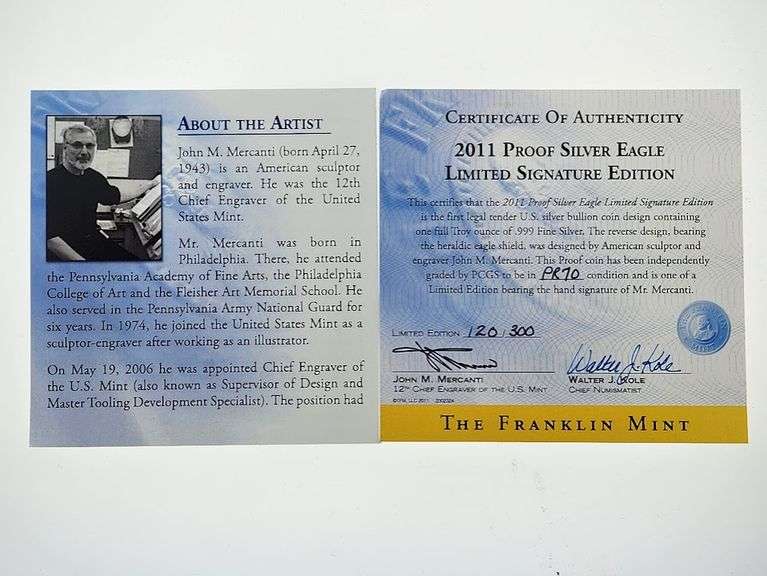 ABOUT THE ARTIST
John M. Mercanti (born April 27,
1943) is an American sculptor
and engraver. He was the 12th
Chief Engraver of the United
States Mint.
Mr. Mercanti was born in
Philadelphia. There, he attended
the Pennsylvania Academy of Fine Arts, the Philadelphia
College of Art and the Fleisher Art Memorial School. He
also served in the Pennsylvania Army National Guard for
six years. In 1974, he joined the United States Mint as a
sculptor-engraver after working as an illustrator.
On May 19, 2006 he was appointed Chief Engraver of
the U.S. Mint (also known as Supervisor of Design and
Master Tooling Development Specialist). The position had
CERTIFICATE OF AUTHENTICITY
2011 PROOF SILVER EAGLE
LIMITED SIGNATURE EDITION
This certifies that the 2011 Proof Silver Eagle Limited Signature Edition
is the first legal tender U.S. silver bullion coin design containing
one full Troy ounce of .999 Fine Silver. The reverse design, bearing
the heraldic eagle shield, was designed by American sculptor and
engraver John M. Mercanti. This Proof coin has been independently
graded by PCGS to be in PR70 condition and is one of a
Limited Edition bearing the hand signature of Mr. Mercanti.
LIMITED EDITION 120/300
Walter J. Kole
JOHN M. MERCANTI
12TH CHIEF ENGRAVER OF THE U.S. MINT
WALTER J. KOLE
CHIEF NUMISMATIST
THE FRANKLIN MINT